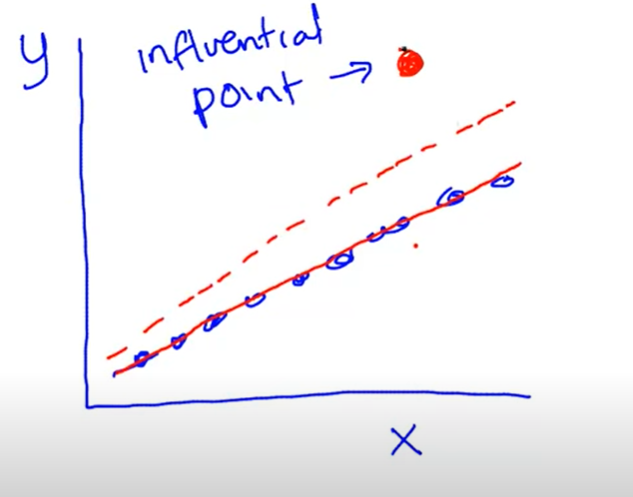 y
influential
point →
x